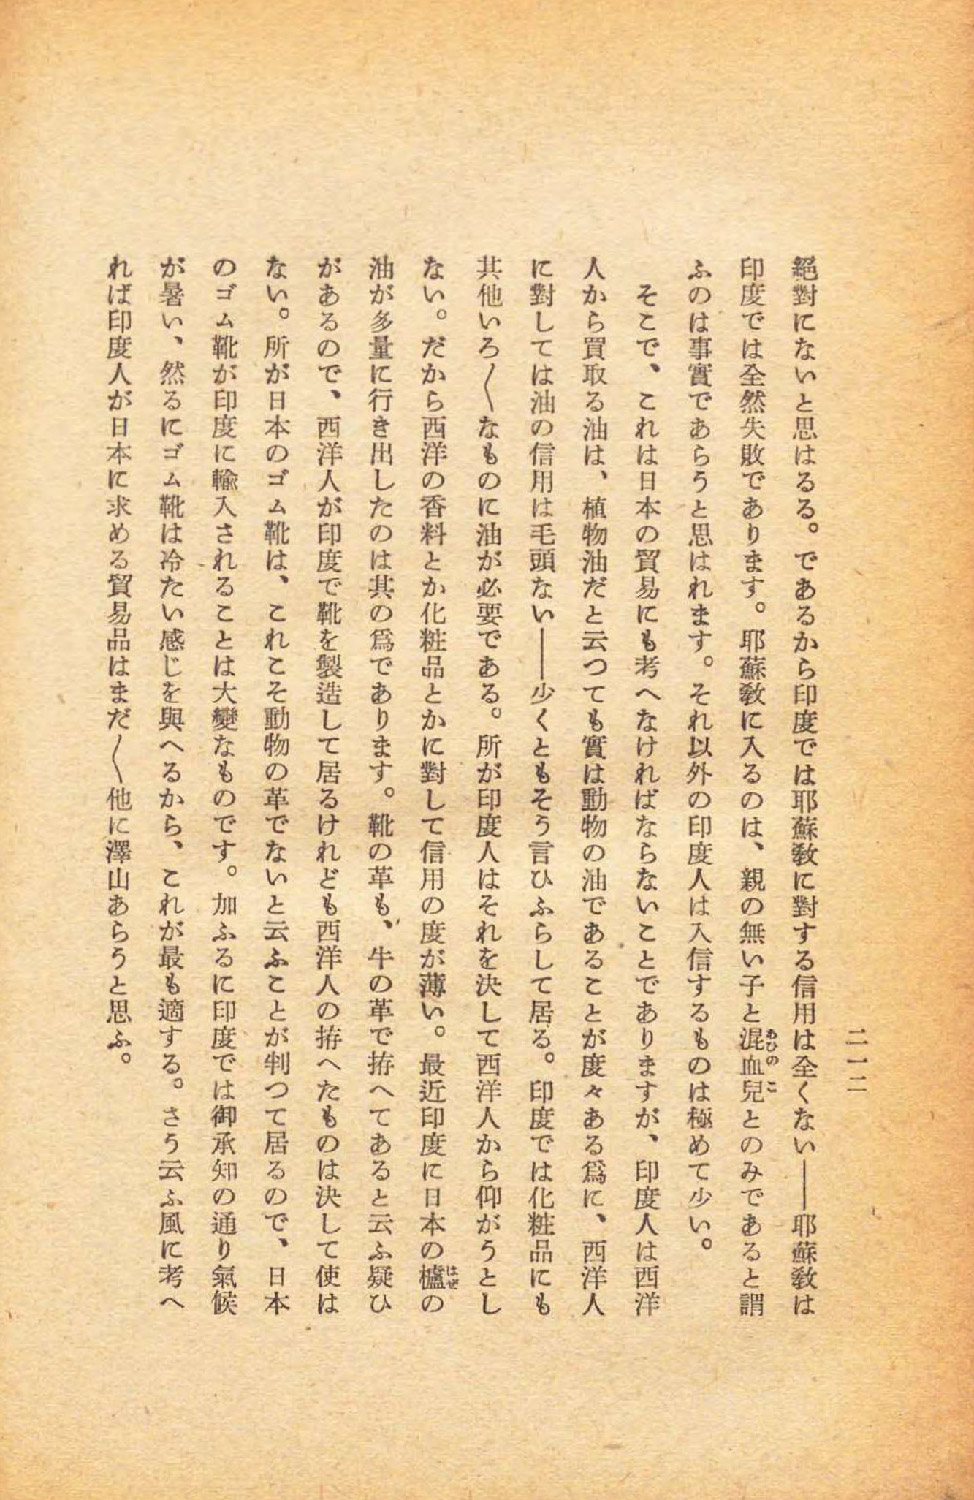 二一二
絕對にないと思はるる。であるから印度では耶蘇敎に對する信用は全くない――耶蘇敎は
印度では全然失敗であります。耶蘇敎に入るのは、親の無い子と混血兒とのみであると謂
あひのこ
ふのは事實であらうと思はれます。それ以外の印度人は入信するものは極めて少い。
そこで、これは日本の貿易にも考へなければならないことでありますが、印度人は西洋
人から買取る油は、植物油だと云つても實は動物の油であることが度々ある爲に、西洋人
に對しては油の信用は毛頭ない――少くともそう言ひふらして居る。印度では化粧品にも
其他いろ〱なものに油が必要である。所が印度人はそれを決して西洋人から仰がうとし
ない。だから西洋の香料とか化粧品とかに對して信用の度が薄い。最近印度に日本の櫨の
はぜ
油が多量に行き出したのは其の爲であります。靴の革も、牛の革で拵へてあると云ふ疑ひ
があるので、西洋人が印度で靴を製造して居るけれども西洋人の拵へたものは決して使は
ない。所が日本のゴム靴は、これこそ動物の革でないと云ふことが判つて居るので、日本
のゴム靴が印度に輸入されることは大變なものです。加ふるに印度では御承知の通り氣候
が暑い、然るにゴム靴は冷たい感じを與へるから、これが最も適する。さう云ふ風に考へ
れば印度人が日本に求める貿易品はまだ〱他に澤山あらうと思ふ。